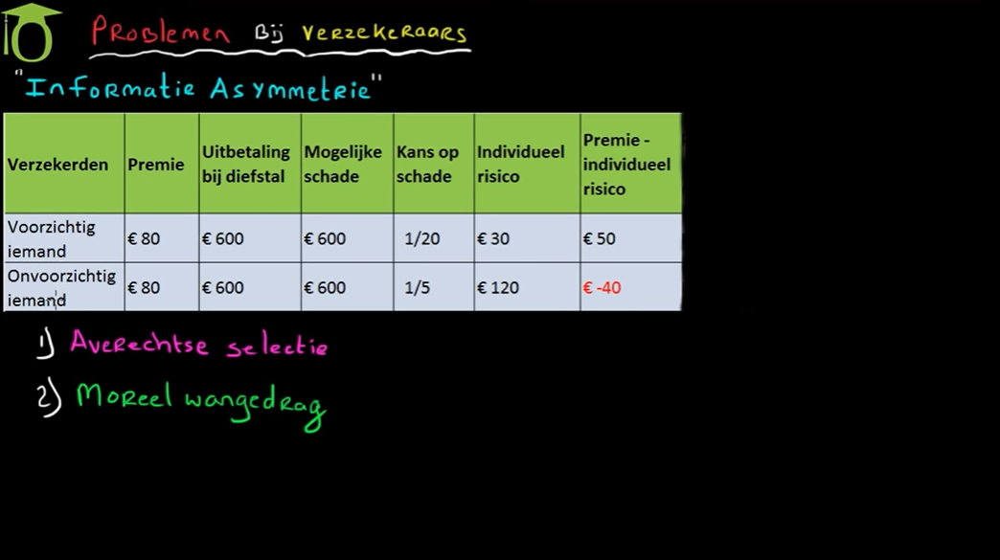 Problemen Bij Verzekeraars
"Informatie Asymmetrie"
Verzekerden | Premie | Uitbetaling bij diefstal | Mogelijke schade | Kans op schade | Individueel risico | Premie - individueel risico
Voorzichtig iemand | € 80 | € 600 | € 600 | 1/20 | € 30 | € 50
Onvoorzichtig iemand | € 80 | € 600 | € 600 | 1/5 | € 120 | € -40
1) Averechtse selectie
2) Moreel wangedrag